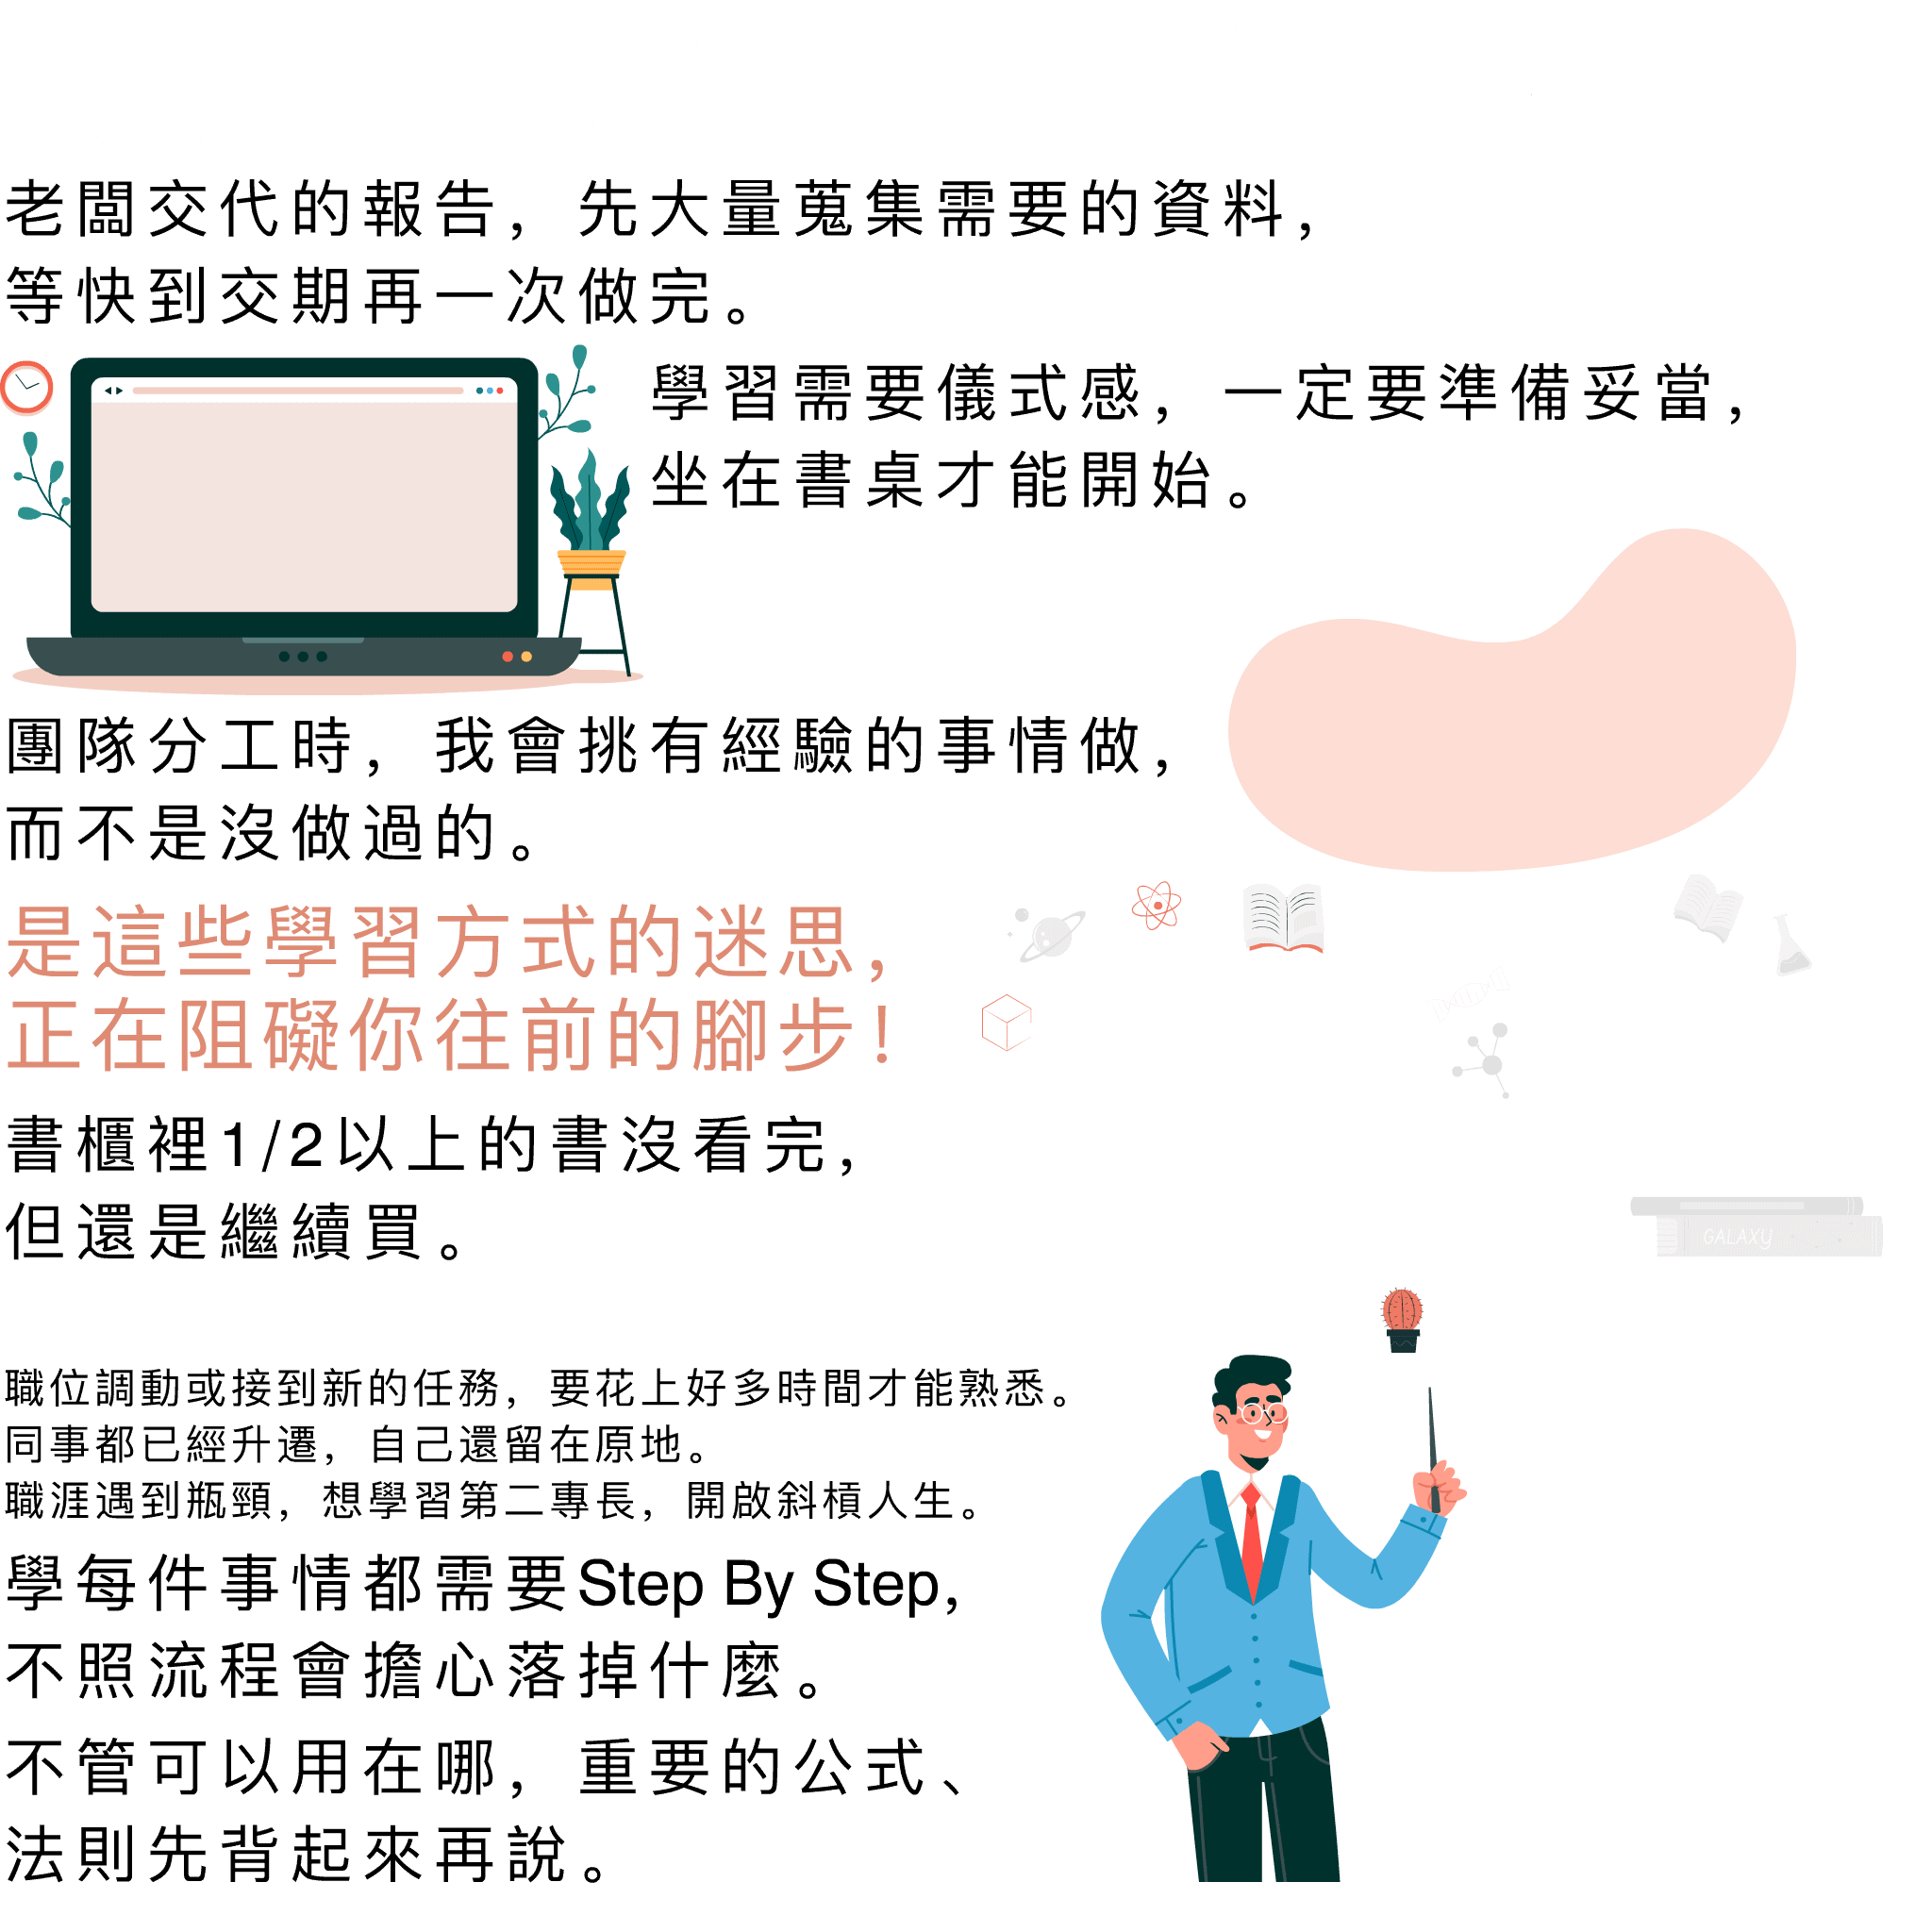 老闆交代的報告，先大量蒐集需要的資料，
等快到交期再一次做完。
學習需要儀式感，一定要準備妥當，
坐在書桌才能開始。
團隊分工時，我會挑有經驗的事情做，
而不是沒做過的。
是這些學習方式的迷思，
正在阻礙你往前的腳步！
書櫃裡1/2以上的書沒看完，
但還是繼續買。
GALAXY
職位調動或接到新的任務，要花上好多時間才能熟悉。
同事都已經升遷，自己還留在原地。
職涯遇到瓶頸，想學習第二專長，開啟斜槓人生。
學每件事情都需要Step By Step，
不照流程會擔心落掉什麼。
不管可以用在哪，重要的公式、
法則先背起來再說。